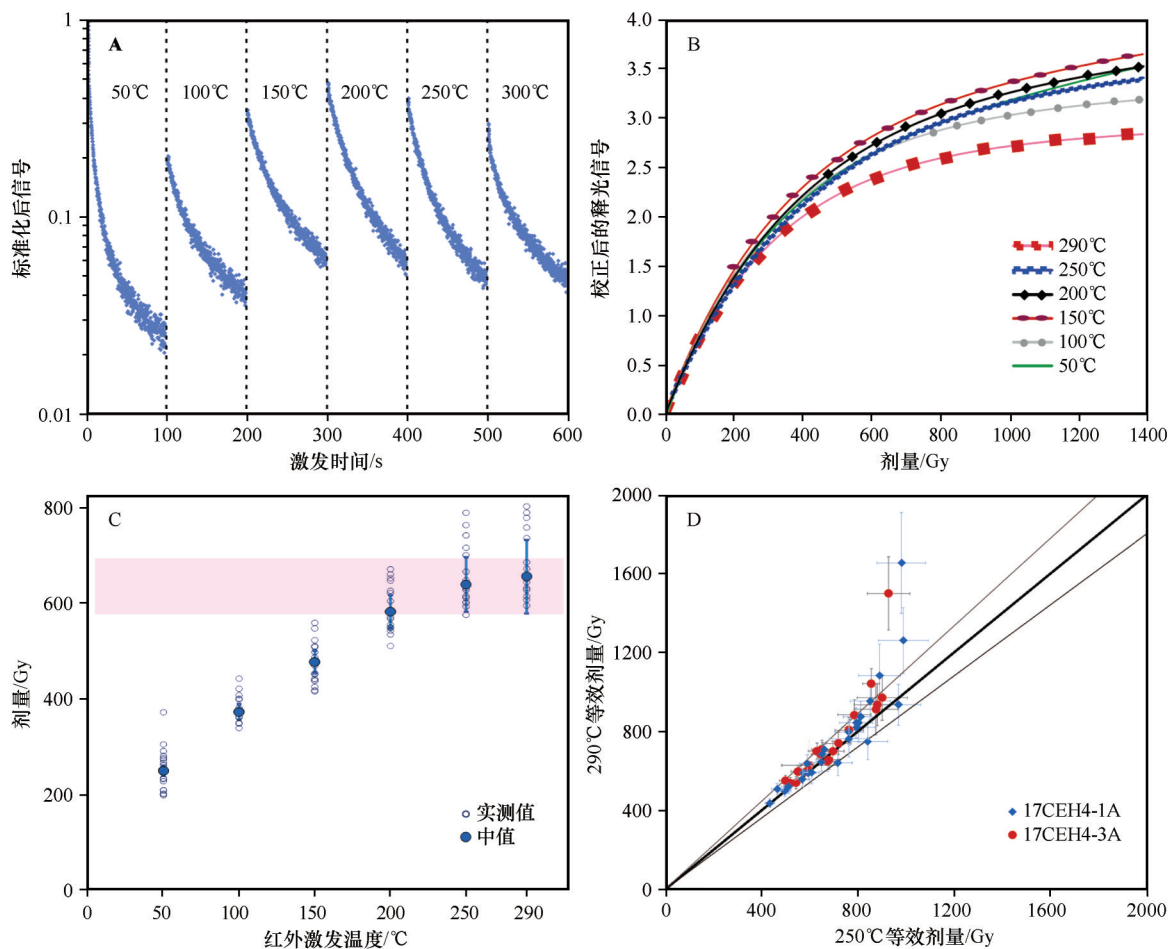 A
1
0.1
0.01
标准化后信号
50℃ 100℃ 150℃ 200℃ 250℃ 300℃
0 100 200 300 400 500 600
激发时间/s
B
4.0
3.5
3.0
2.5
2.0
1.5
1.0
0.5
0.0
校正后的释光信号
290℃
250℃
200℃
150℃
100℃
50℃
0 200 400 600 800 1000 1200 1400
剂量/Gy
C
800
600
400
200
0
剂量/Gy
实测值
中值
0 50 100 150 200 250 290
红外激发温度/℃
D
2000
1600
1200
800
400
0
290℃等效剂量/Gy
17CEH4-1A
17CEH4-3A
0 400 800 1200 1600 2000
250℃等效剂量/Gy